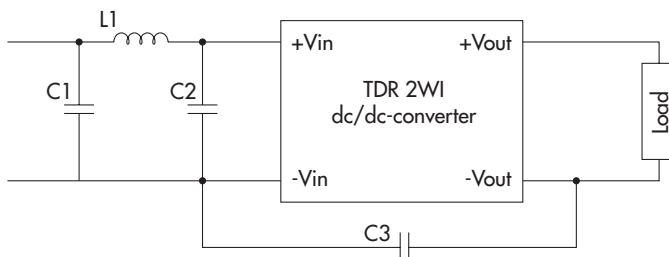 L1
+Vin
+Vout
C1
C2
TDR 2WI
dc/dc-converter
Load
-Vin
-Vout
C3